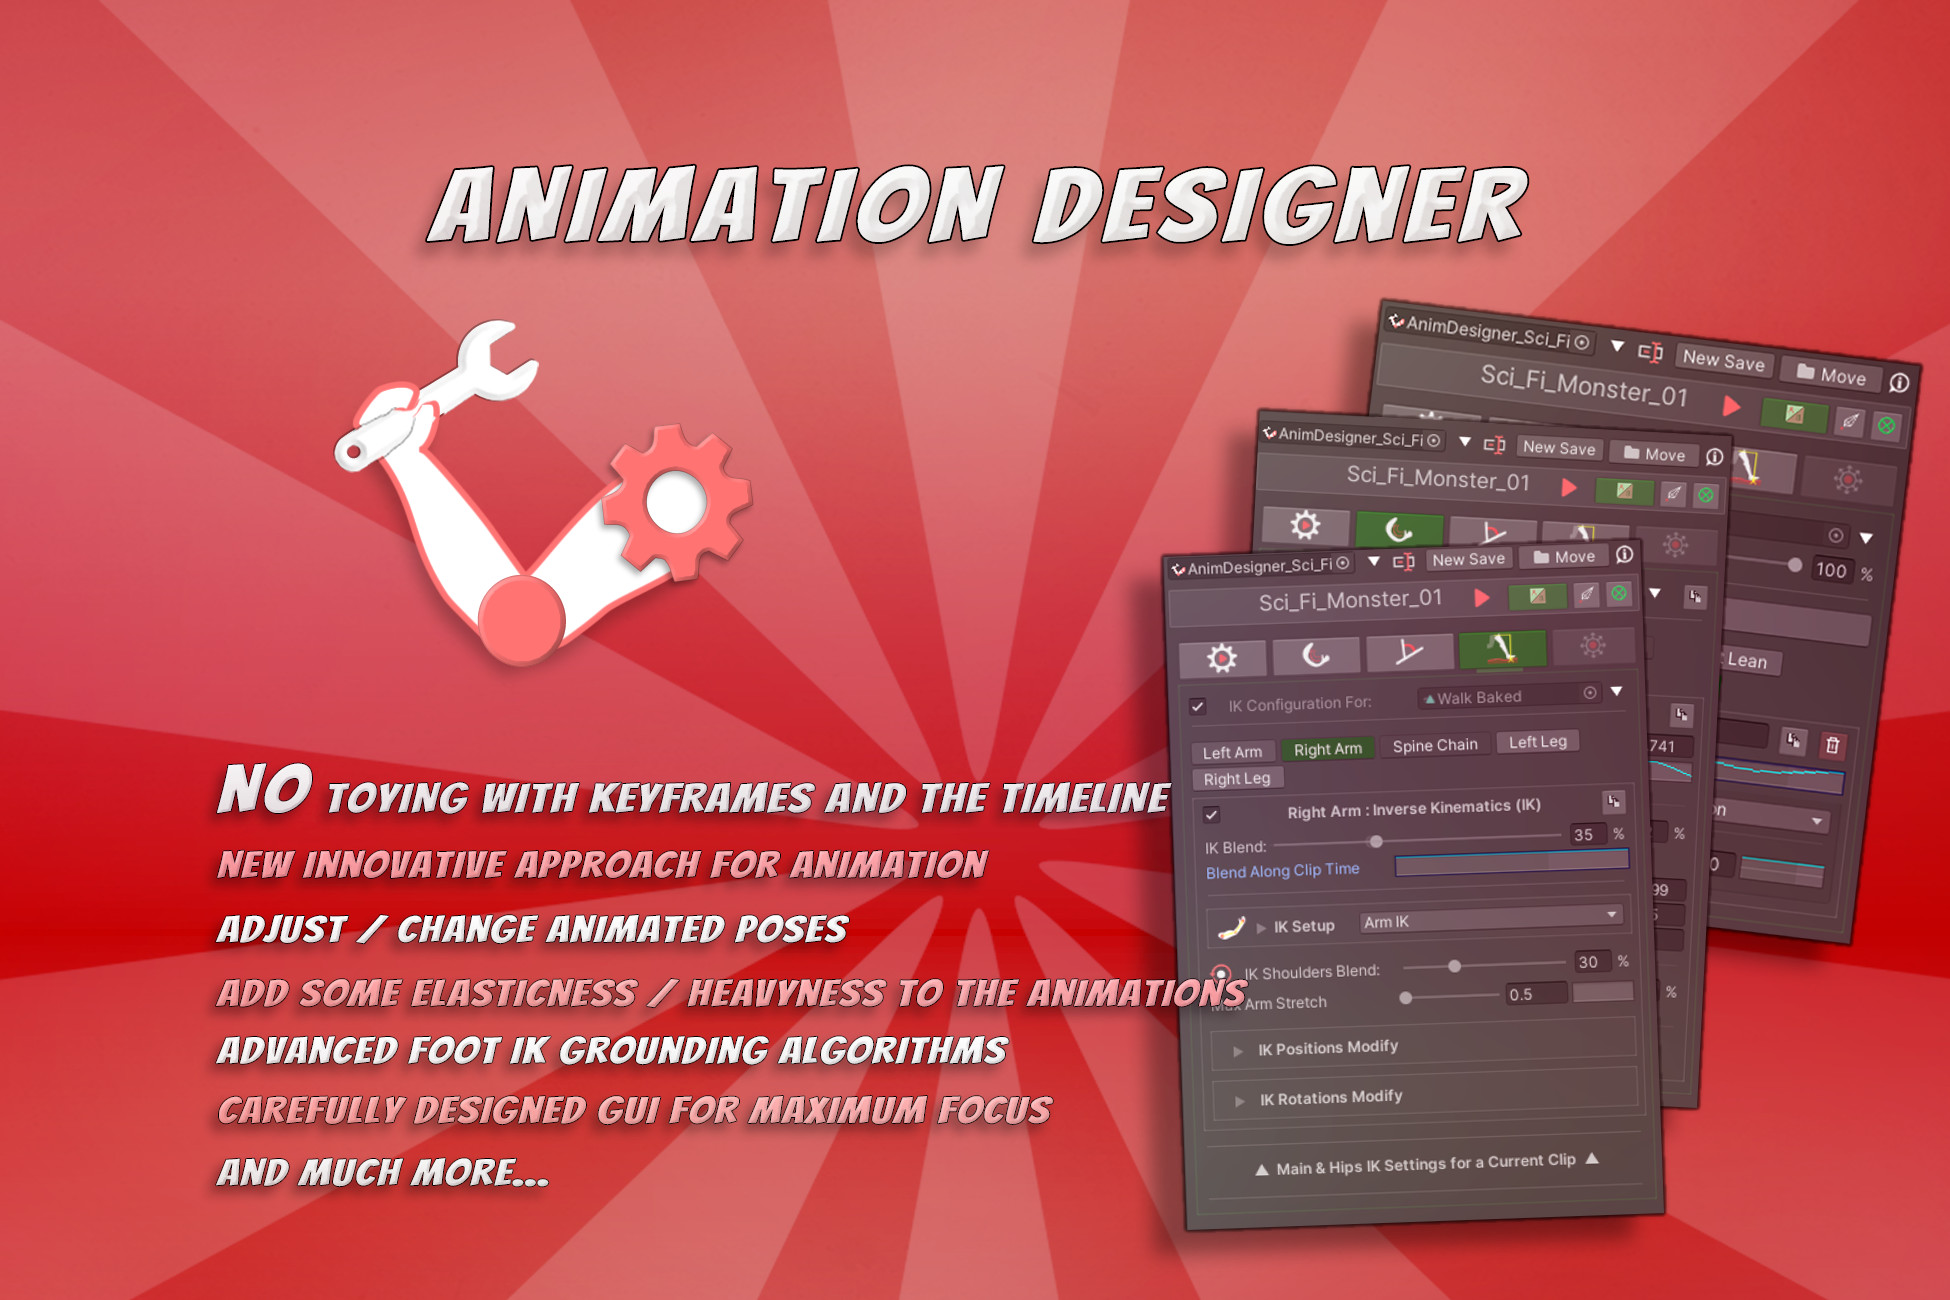 ANIMATION DESIGNER
NO TOYING WITH KEYFRAMES AND THE TIMELINE
NEW INNOVATIVE APPROACH FOR ANIMATION
ADJUST / CHANGE ANIMATED POSES
ADD SOME ELASTICNESS / HEAVYNESS TO THE ANIMATIONS
ADVANCED FOOT IK GROUNDING ALGORITHMS
CAREFULLY DESIGNED GUI FOR MAXIMUM FOCUS
AND MUCH MORE...
AnimDesigner_Sci_Fi New Save Move
Sci_Fi_Monster_01
100 %
Lean
on
0
AnimDesigner_Sci_Fi New Save Move
Sci_Fi_Monster_01
741
%
99
%
AnimDesigner_Sci_Fi New Save Move
Sci_Fi_Monster_01
IK Configuration For: Walk Baked
Left Arm Right Arm Spine Chain Left Leg
Right Leg
Right Arm : Inverse Kinematics (IK)
IK Blend: 35 %
Blend Along Clip Time
IK Setup Arm IK
IK Shoulders Blend: 30 %
Max Arm Stretch 0.5
IK Positions Modify
IK Rotations Modify
Main & Hips IK Settings for a Current Clip